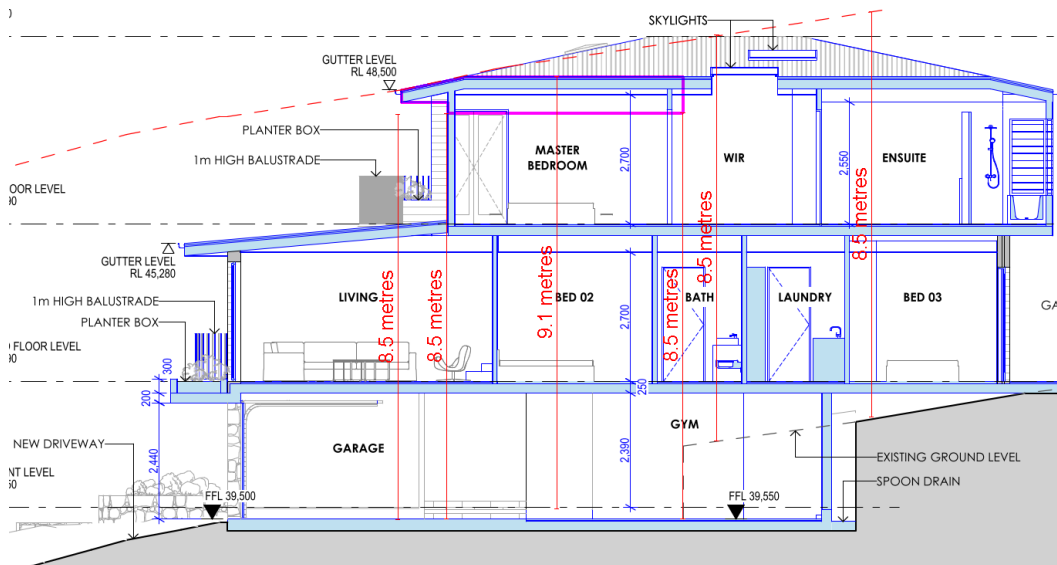 SKYLIGHTS
GUTTER LEVEL
RL 48,500
PLANTER BOX
1m HIGH BALUSTRADE
MASTER
BEDROOM
2,700
WIR
2,550
ENSUITE
OOR LEVEL
90
8.5 metres
8.5 metres
GUTTER LEVEL
RL 45,280
1m HIGH BALUSTRADE
PLANTER BOX
LIVING
8.5 metres
8.5 metres
9.1 metres
BED 02
2,700
8.5 metres
BATH
LAUNDRY
BED 03
GA
FLOOR LEVEL
90
300
200
250
NEW DRIVEWAY
NT LEVEL
50
2,440
GARAGE
GYM
2,390
EXISTING GROUND LEVEL
SPOON DRAIN
FFL 39,500
FFL 39,550